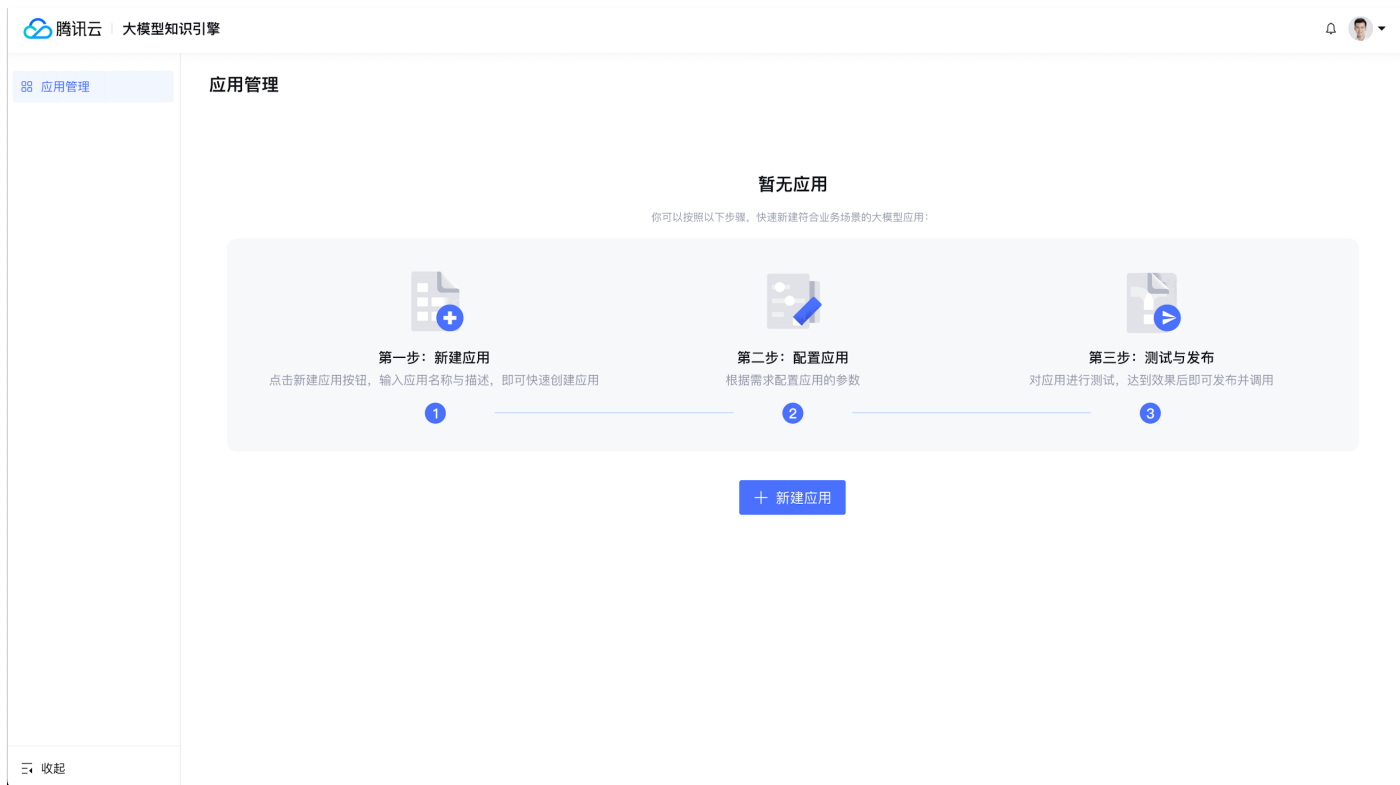 腾讯云 大模型知识引擎
应用管理
应用管理
暂无应用
你可以按照以下步骤，快速新建符合业务场景的大模型应用：
第一步：新建应用
点击新建应用按钮，输入应用名称与描述，即可快速创建应用
1
第二步：配置应用
根据需求配置应用的参数
2
第三步：测试与发布
对应用进行测试，达到效果后即可发布并调用
3
新建应用
收起